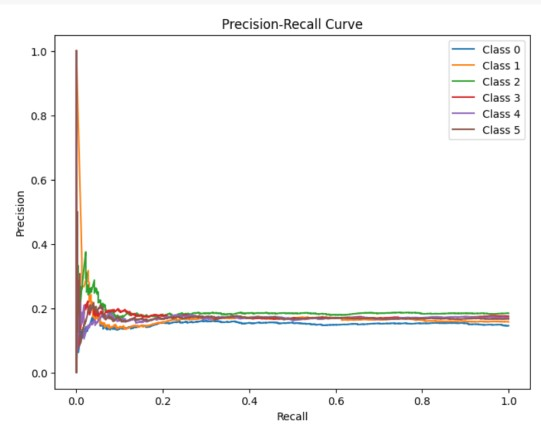 Precision-Recall Curve
Class 0
Class 1
Class 2
Class 3
Class 4
Class 5
1.0
0.8
0.6
0.4
0.2
0.0
Precision
0.0 0.2 0.4 0.6 0.8 1.0
Recall